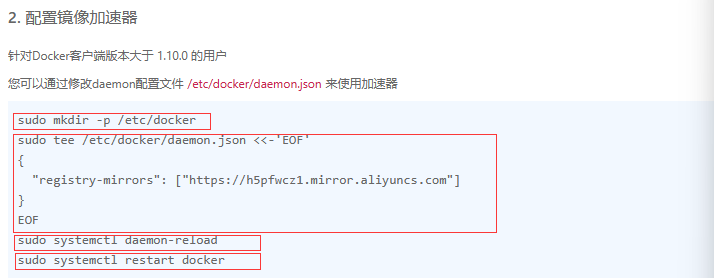 2. 配置镜像加速器
针对Docker客户端版本大于 1.10.0 的用户
您可以通过修改daemon配置文件 /etc/docker/daemon.json 来使用加速器
sudo mkdir -p /etc/docker
sudo tee /etc/docker/daemon.json <<-'EOF'
{
  "registry-mirrors": ["https://h5pfwcz1.mirror.aliyuncs.com"]
}
EOF
sudo systemctl daemon-reload
sudo systemctl restart docker